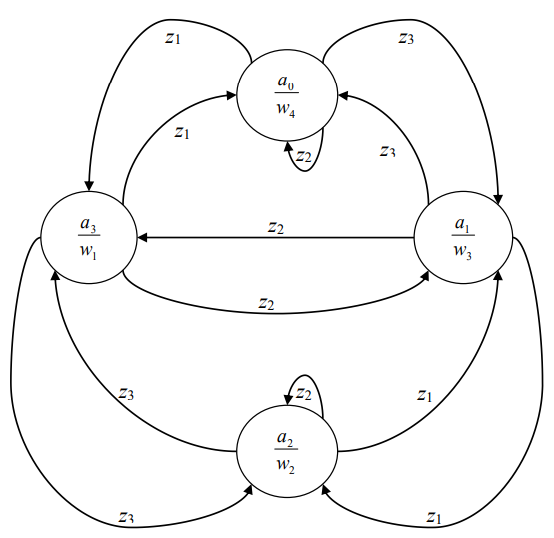 z₁
z₃
a₀
w₄
z₁
z₂
z₃
a₃
w₁
z₂
a₁
w₃
z₂
z₃
z₂
z₁
a₂
w₂
z₃
z₁